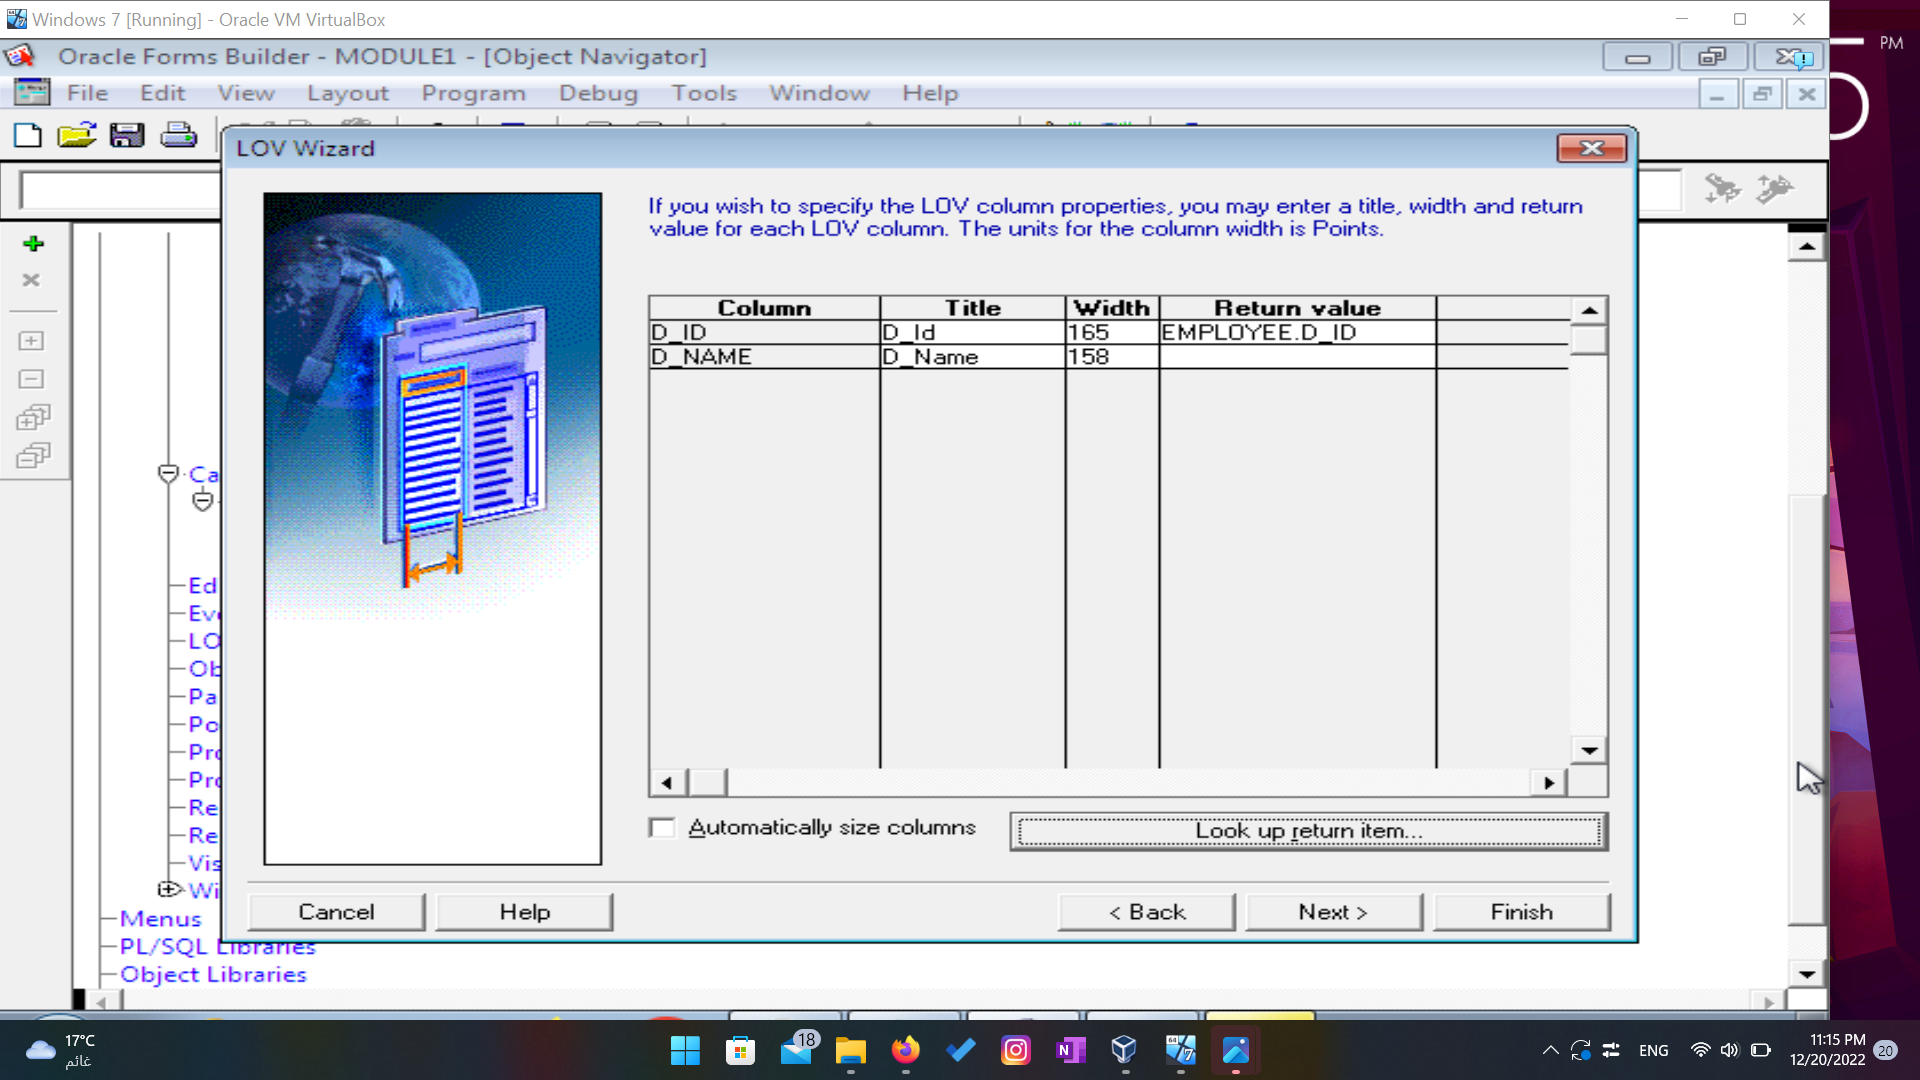 Windows 7 [Running] - Oracle VM VirtualBox
PM
Oracle Forms Builder - MODULE1 - [Object Navigator]
File Edit View Layout Program Debug Tools Window Help
LOV Wizard
If you wish to specify the LOV column properties, you may enter a title, width and return
value for each LOV column. The units for the column width is Points.
Column Title Width Return value
D_ID D_Id 165 EMPLOYEE.D_ID
D_NAME D_Name 158
Ca
Ed
Eve
LO
Ob
Pa
Po
Pro
Pro
Re
Re
Vis
Wi
Automatically size columns Look up return item...
Cancel Help < Back Next > Finish
Menus
PL/SQL Libraries
Object Libraries
17°C
غائم
18
64
7
N
ENG
11:15 PM
12/20/2022
20